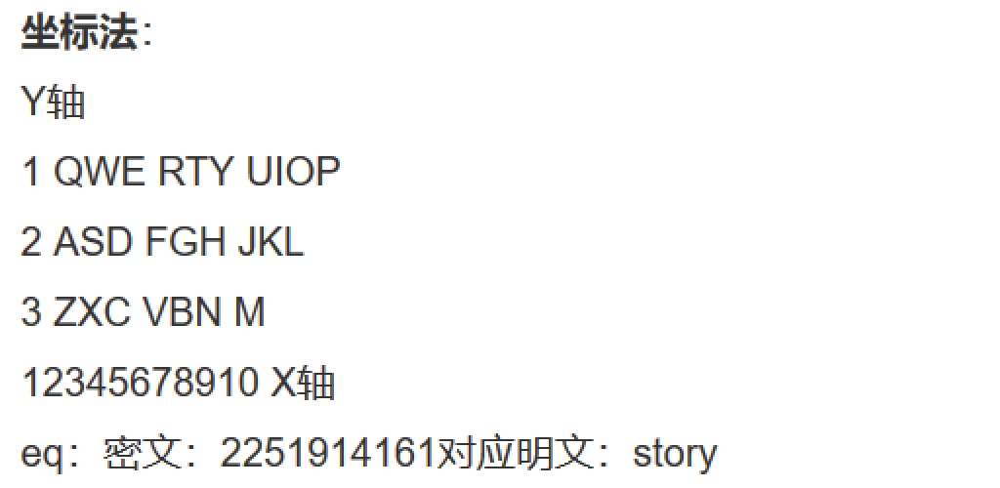 坐标法：
Y轴
1 QWE RTY UIOP
2 ASD FGH JKL
3 ZXC VBN M
12345678910 X轴
eq：密文：2251914161对应明文：story